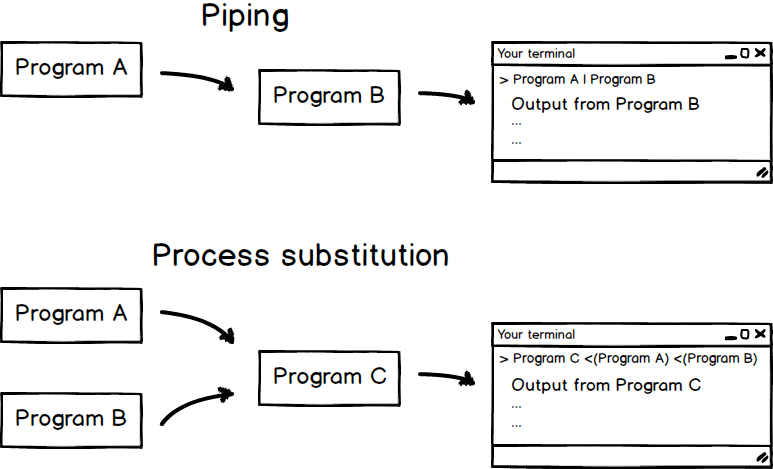 Piping
Program A
Program B
Your terminal
> Program A | Program B
Output from Program B
...
...
Process substitution
Program A
Program B
Program C
Your terminal
> Program C <(Program A) <(Program B)
Output from Program C
...
...